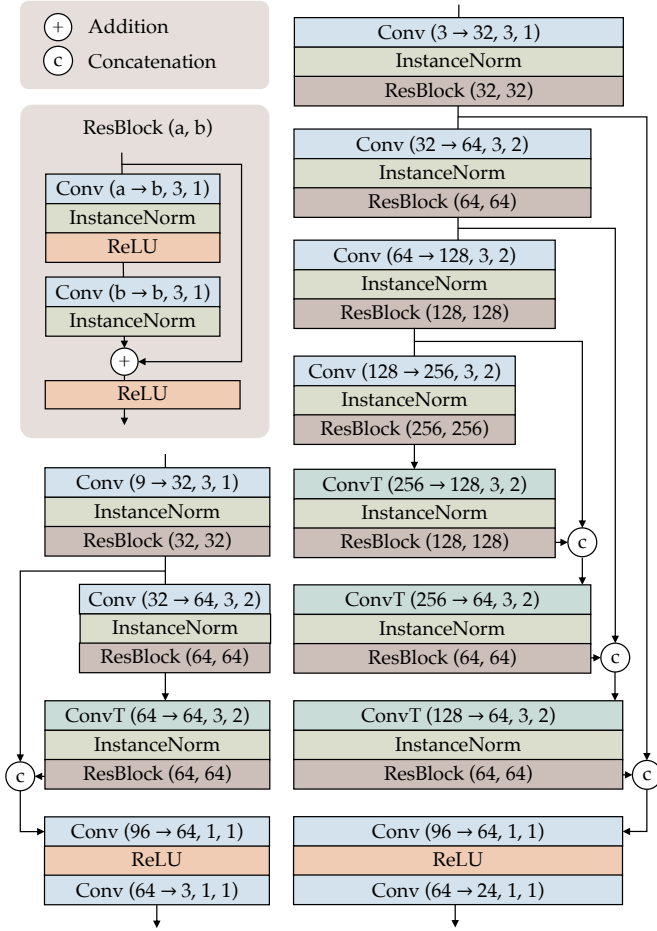 + Addition
c Concatenation
ResBlock (a, b)
Conv (a → b, 3, 1)
InstanceNorm
ReLU
Conv (b → b, 3, 1)
InstanceNorm
+
ReLU
Conv (9 → 32, 3, 1)
InstanceNorm
ResBlock (32, 32)
Conv (32 → 64, 3, 2)
InstanceNorm
ResBlock (64, 64)
ConvT (64 → 64, 3, 2)
InstanceNorm
ResBlock (64, 64)
c
Conv (96 → 64, 1, 1)
ReLU
Conv (64 → 3, 1, 1)
Conv (3 → 32, 3, 1)
InstanceNorm
ResBlock (32, 32)
Conv (32 → 64, 3, 2)
InstanceNorm
ResBlock (64, 64)
Conv (64 → 128, 3, 2)
InstanceNorm
ResBlock (128, 128)
Conv (128 → 256, 3, 2)
InstanceNorm
ResBlock (256, 256)
ConvT (256 → 128, 3, 2)
InstanceNorm
ResBlock (128, 128)
c
ConvT (256 → 64, 3, 2)
InstanceNorm
ResBlock (64, 64)
c
ConvT (128 → 64, 3, 2)
InstanceNorm
ResBlock (64, 64)
c
Conv (96 → 64, 1, 1)
ReLU
Conv (64 → 24, 1, 1)